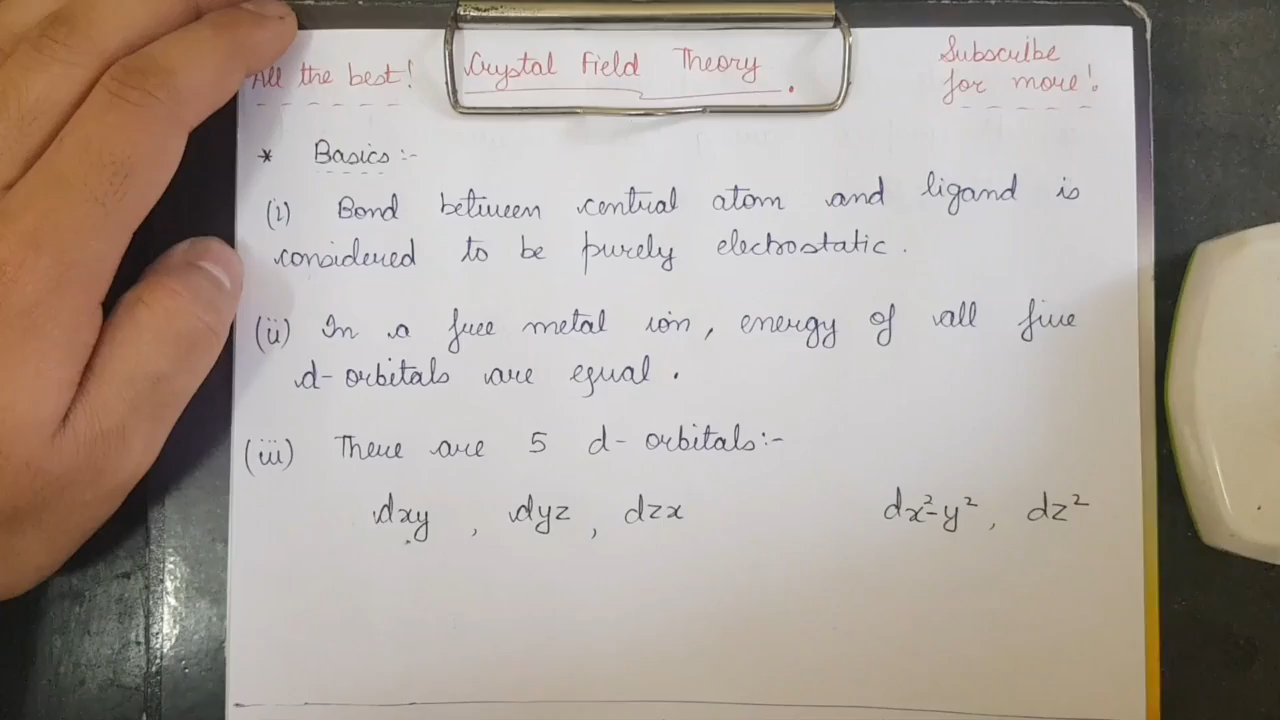 All the best!
Crystal Field Theory.
Subscribe
for more!
* Basics :-
(i) Bond between central atom and ligand is
considered to be purely electrostatic.
(ii) In a free metal ion, energy of all five
d-orbitals are equal.
(iii) There are 5 d-orbitals:-
dxy, dyz, dzx dx²-y², dz²